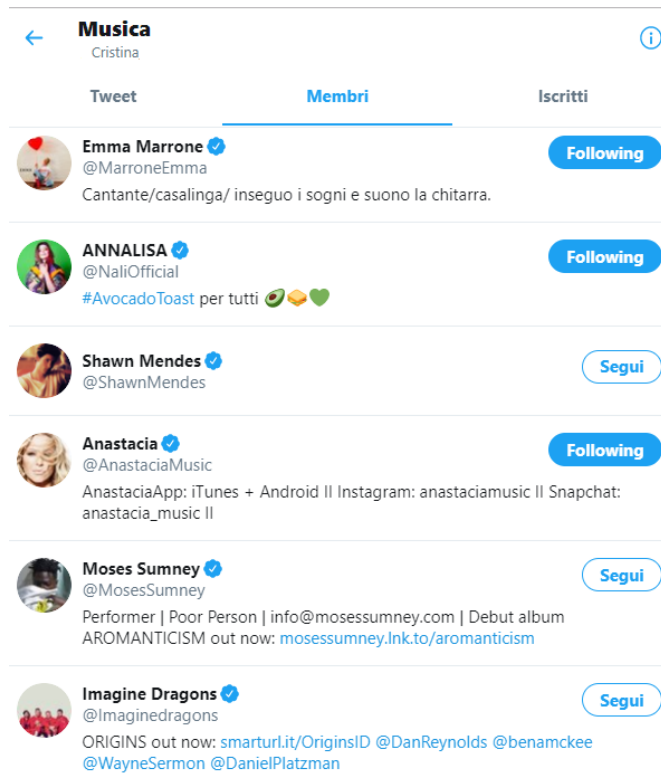 Musica
Cristina
Tweet
Membri
Iscritti
Emma Marrone
@MarroneEmma
Following
Cantante/casalinga/ inseguo i sogni e suono la chitarra.
ANNALISA
@NaliOfficial
Following
#AvocadoToast per tutti 🥑🥪💚
Shawn Mendes
@ShawnMendes
Segui
Anastacia
@AnastaciaMusic
Following
AnastaciaApp: iTunes + Android II Instagram: anastaciamusic II Snapchat:
anastacia_music II
Moses Sumney
@MosesSumney
Segui
Performer | Poor Person | info@mosessumney.com | Debut album
AROMANTICISM out now: mosessumney.lnk.to/aromanticism
Imagine Dragons
@Imaginedragons
Segui
ORIGINS out now: smarturl.it/OriginsID @DanReynolds @benamckee
@WayneSermon @DanielPlatzman